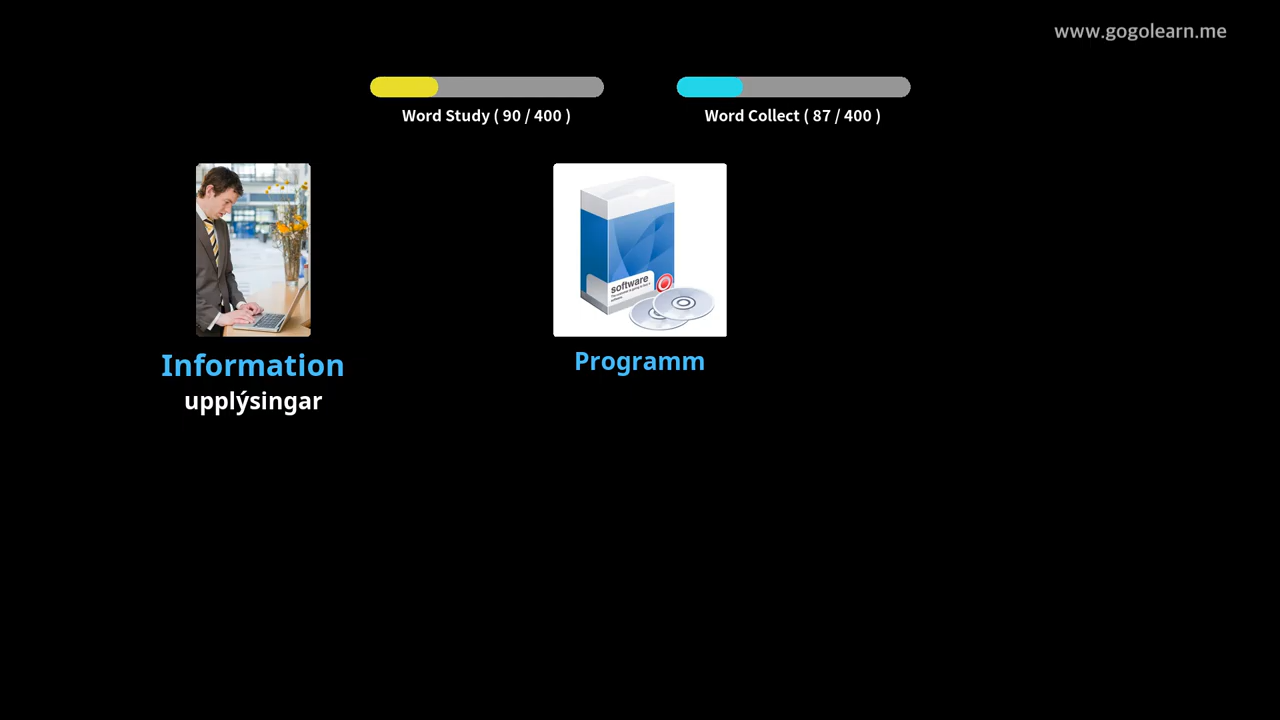 www.gogolearn.me
Word Study ( 90 / 400 )
Word Collect ( 87 / 400 )
software
Information
Programm
upplýsingar